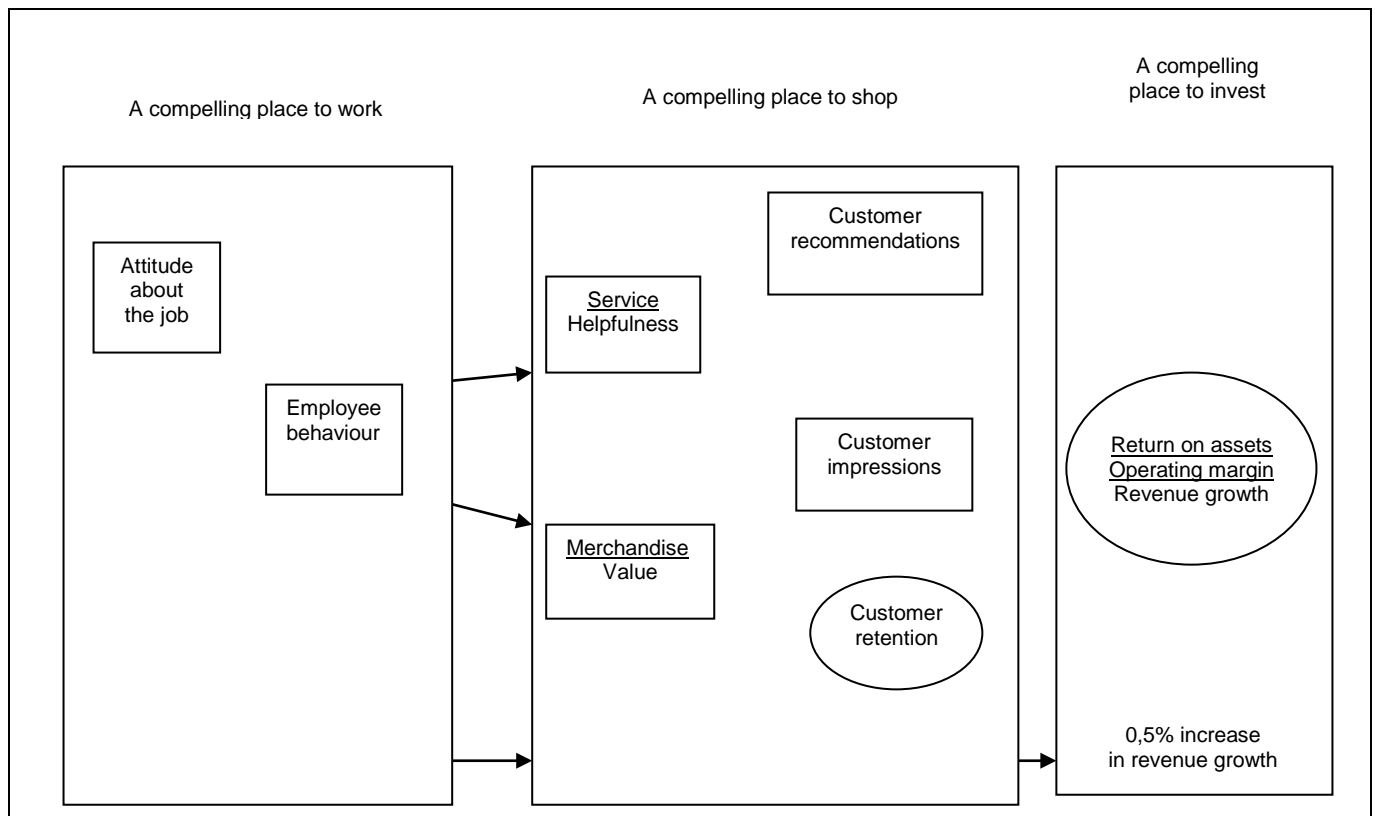 A compelling place to work
A compelling place to shop
A compelling
place to invest
Attitude
about
the job
Employee
behaviour
Service
Helpfulness
Merchandise
Value
Customer
recommendations
Customer
impressions
Customer
retention
Return on assets
Operating margin
Revenue growth
0,5% increase
in revenue growth